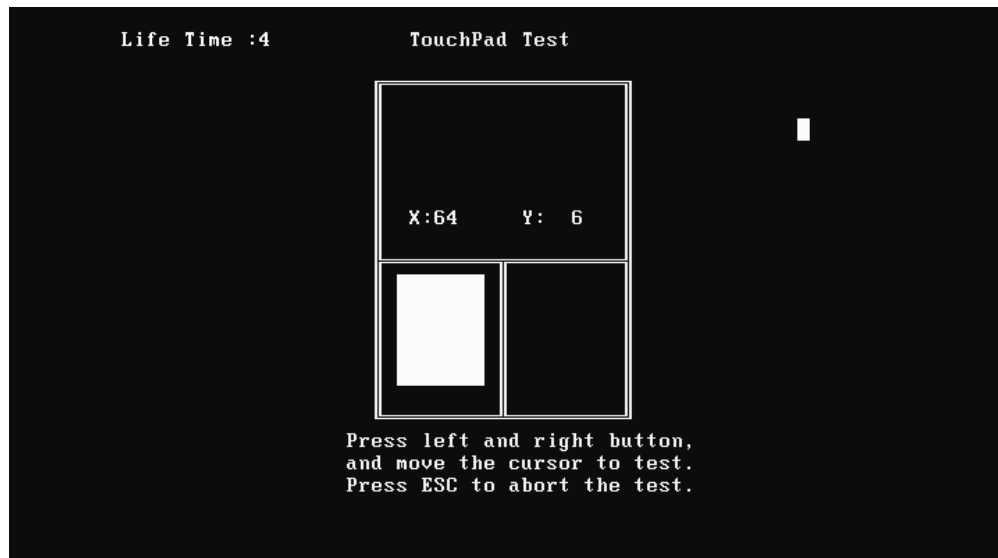 Life Time :4 TouchPad Test
X:64 Y: 6
Press left and right button,
and move the cursor to test.
Press ESC to abort the test.